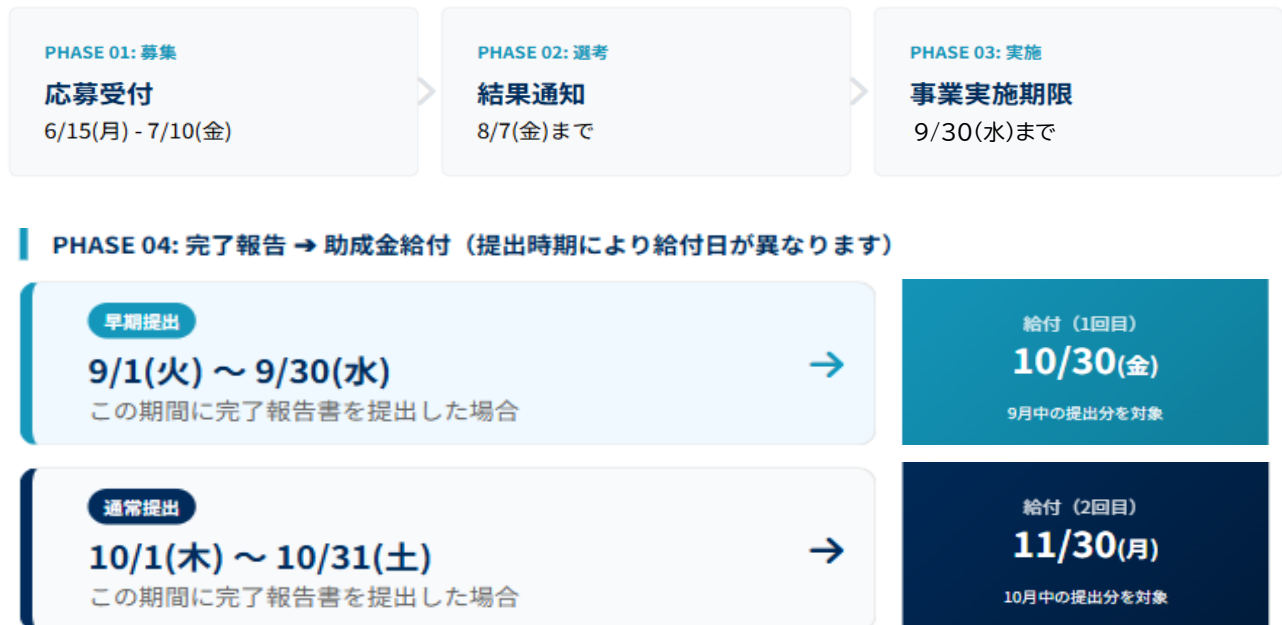 PHASE 01: 募集
応募受付
6/15(月) - 7/10(金)
PHASE 02: 選考
結果通知
8/7(金)まで
PHASE 03: 実施
事業実施期限
9/30(水)まで
PHASE 04: 完了報告 ➔ 助成金給付（提出時期により給付日が異なります）
早期提出
9/1(火) ～ 9/30(水)
この期間に完了報告書を提出した場合
給付（1回目）
10/30(金)
9月中の提出分を対象
通常提出
10/1(木) ～ 10/31(土)
この期間に完了報告書を提出した場合
給付（2回目）
11/30(月)
10月中の提出分を対象